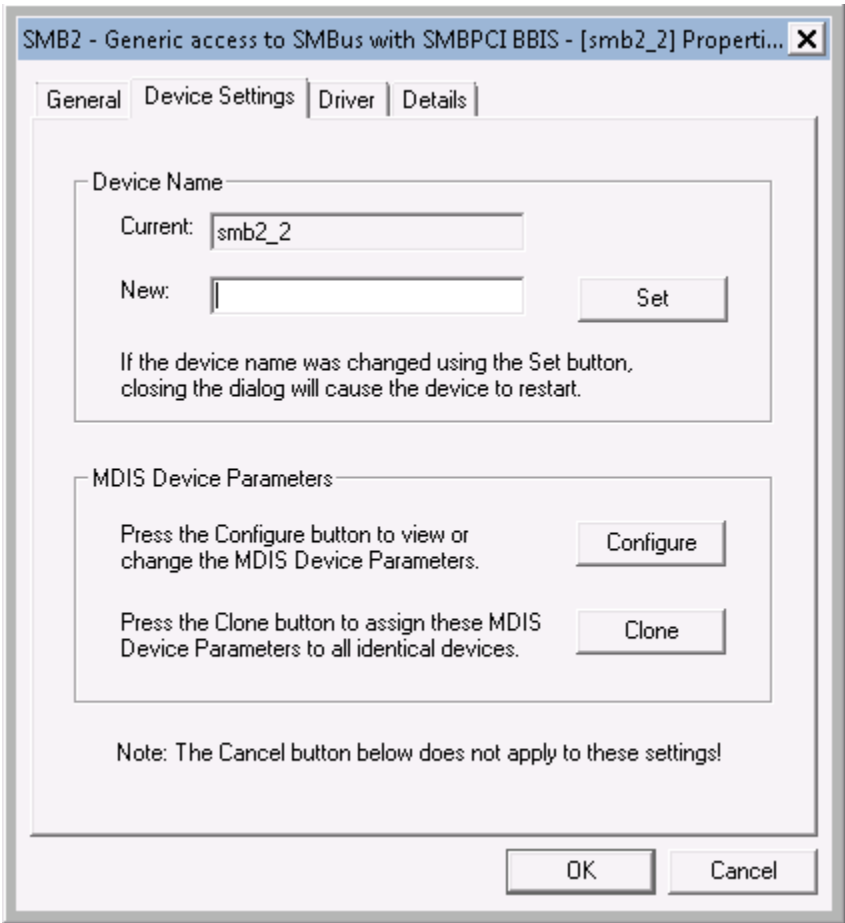 SMB2 - Generic access to SMBus with SMBPCI BBIS - [smb2_2] Properti...
General Device Settings Driver Details
Device Name
Current: smb2_2
New: Set
If the device name was changed using the Set button,
closing the dialog will cause the device to restart.
MDIS Device Parameters
Press the Configure button to view or
change the MDIS Device Parameters.
Configure
Press the Clone button to assign these MDIS
Device Parameters to all identical devices.
Clone
Note: The Cancel button below does not apply to these settings!
OK Cancel